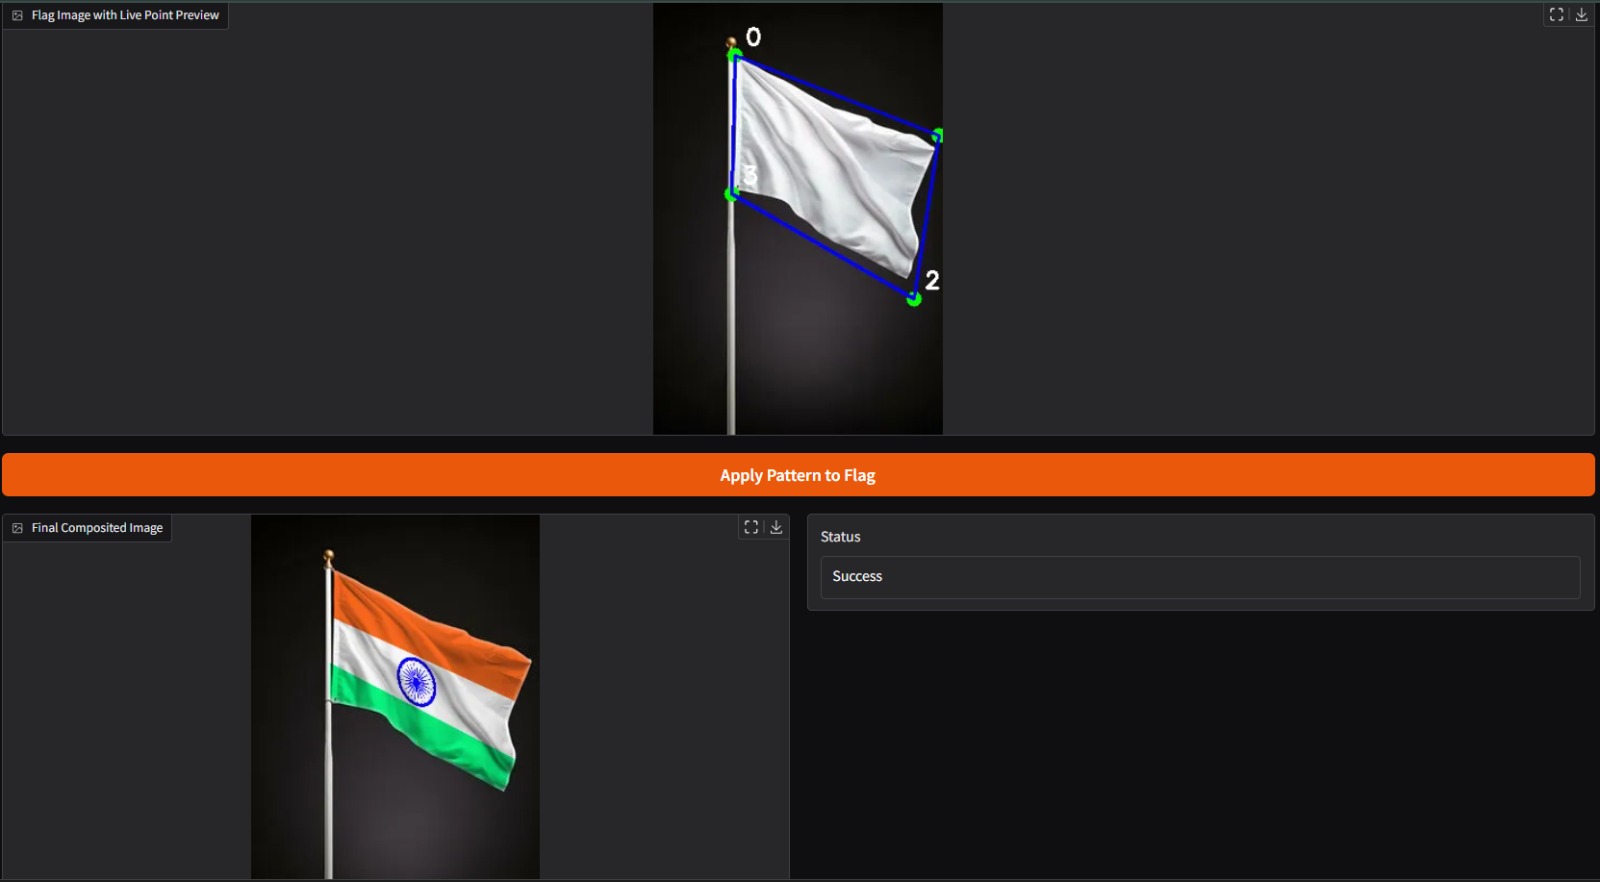 Flag Image with Live Point Preview
0
3
2
Apply Pattern to Flag
Final Composited Image
Status
Success